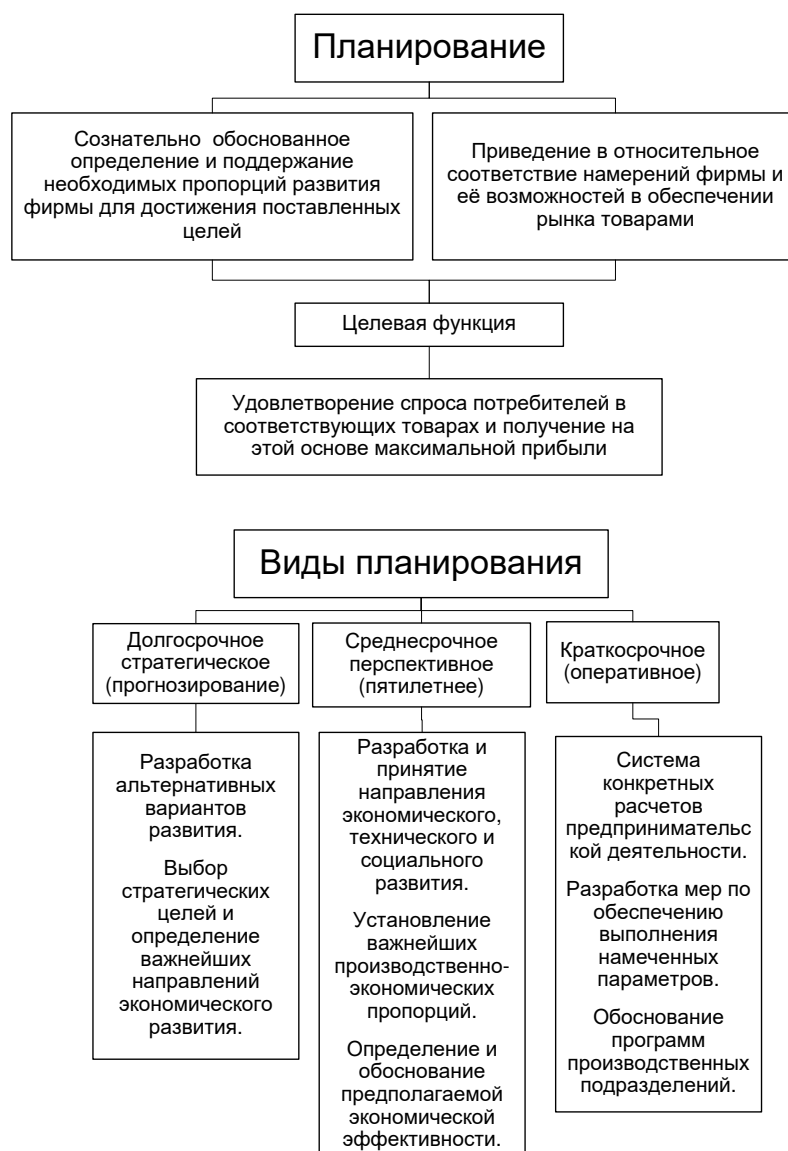 Планирование
Сознательно обоснованное
определение и поддержание
необходимых пропорций развития
фирмы для достижения поставленных
целей
Приведение в относительное
соответствие намерений фирмы и
её возможностей в обеспечении
рынка товарами
Целевая функция
Удовлетворение спроса потребителей в
соответствующих товарах и получение на
этой основе максимальной прибыли
Виды планирования
Долгосрочное
стратегическое
(прогнозирование)
Среднесрочное
перспективное
(пятилетнее)
Краткосрочное
(оперативное)
Разработка
альтернативных
вариантов
развития.
Выбор
стратегических
целей и
определение
важнейших
направлений
экономического
развития.
Разработка и
принятие
направления
экономического,
технического и
социального
развития.
Установление
важнейших
производственно-
экономических
пропорций.
Определение и
обоснование
предполагаемой
экономической
эффективности.
Система
конкретных
расчетов
предпринимательс
кой деятельности.
Разработка мер по
обеспечению
выполнения
намеченных
параметров.
Обоснование
программ
производственных
подразделений.